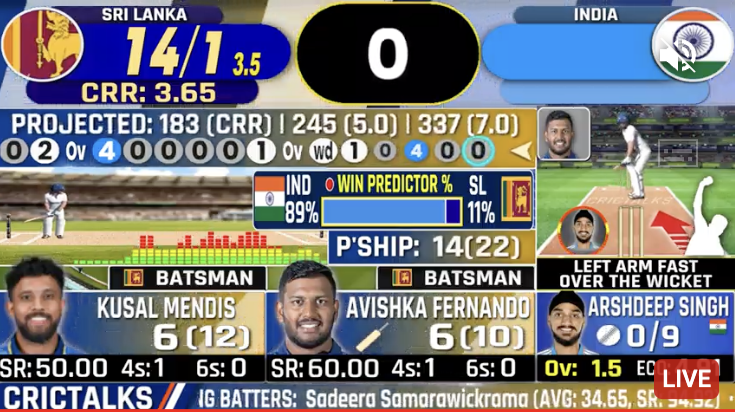 SRI LANKA
14/1 3.5
CRR: 3.65
0
INDIA
PROJECTED: 183 (CRR) | 245 (5.0) | 337 (7.0)
0 2 Ov 4 0 0 0 0 1 Ov wd 1 0 4 0 0
IND WIN PREDICTOR % SL
89% 11%
P'SHIP: 14(22)
CRICTALKS
LEFT ARM FAST
OVER THE WICKET
BATSMAN
KUSAL MENDIS
6 (12)
SR: 50.00 4s: 1 6s: 0
BATSMAN
AVISHKA FERNANDO
6 (10)
SR: 60.00 4s: 1 6s: 0
ARSHDEEP SINGH
0/9
Ov: 1.5
LIVE
CRICTALKS
NG BATTERS: Sadeera Samarawickrama (AVG: 34.65, SR: